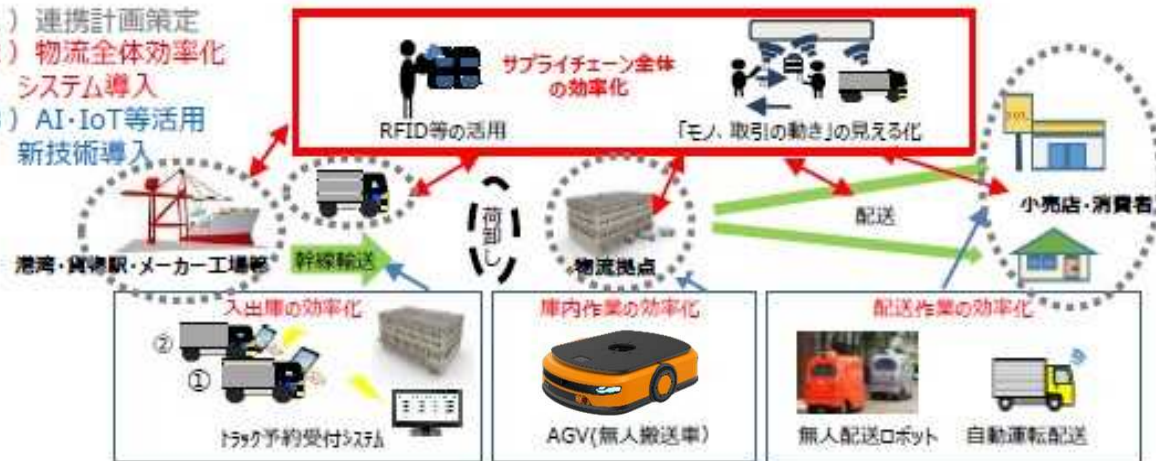 ）連携計画策定
）物流全体効率化
システム導入
）AI・IoT等活用
新技術導入
サプライチェーン全体
の効率化
RFID等の活用
「モノ、取引の動き」の見える化
港湾・貨物駅・メーカー工場等
幹線輸送
荷卸し
物流拠点
配送
小売店・消費者
入出庫の効率化
②
①
トラック予約受付システム
庫内作業の効率化
AGV(無人搬送車)
配送作業の効率化
無人配送ロボット
自動運転配送